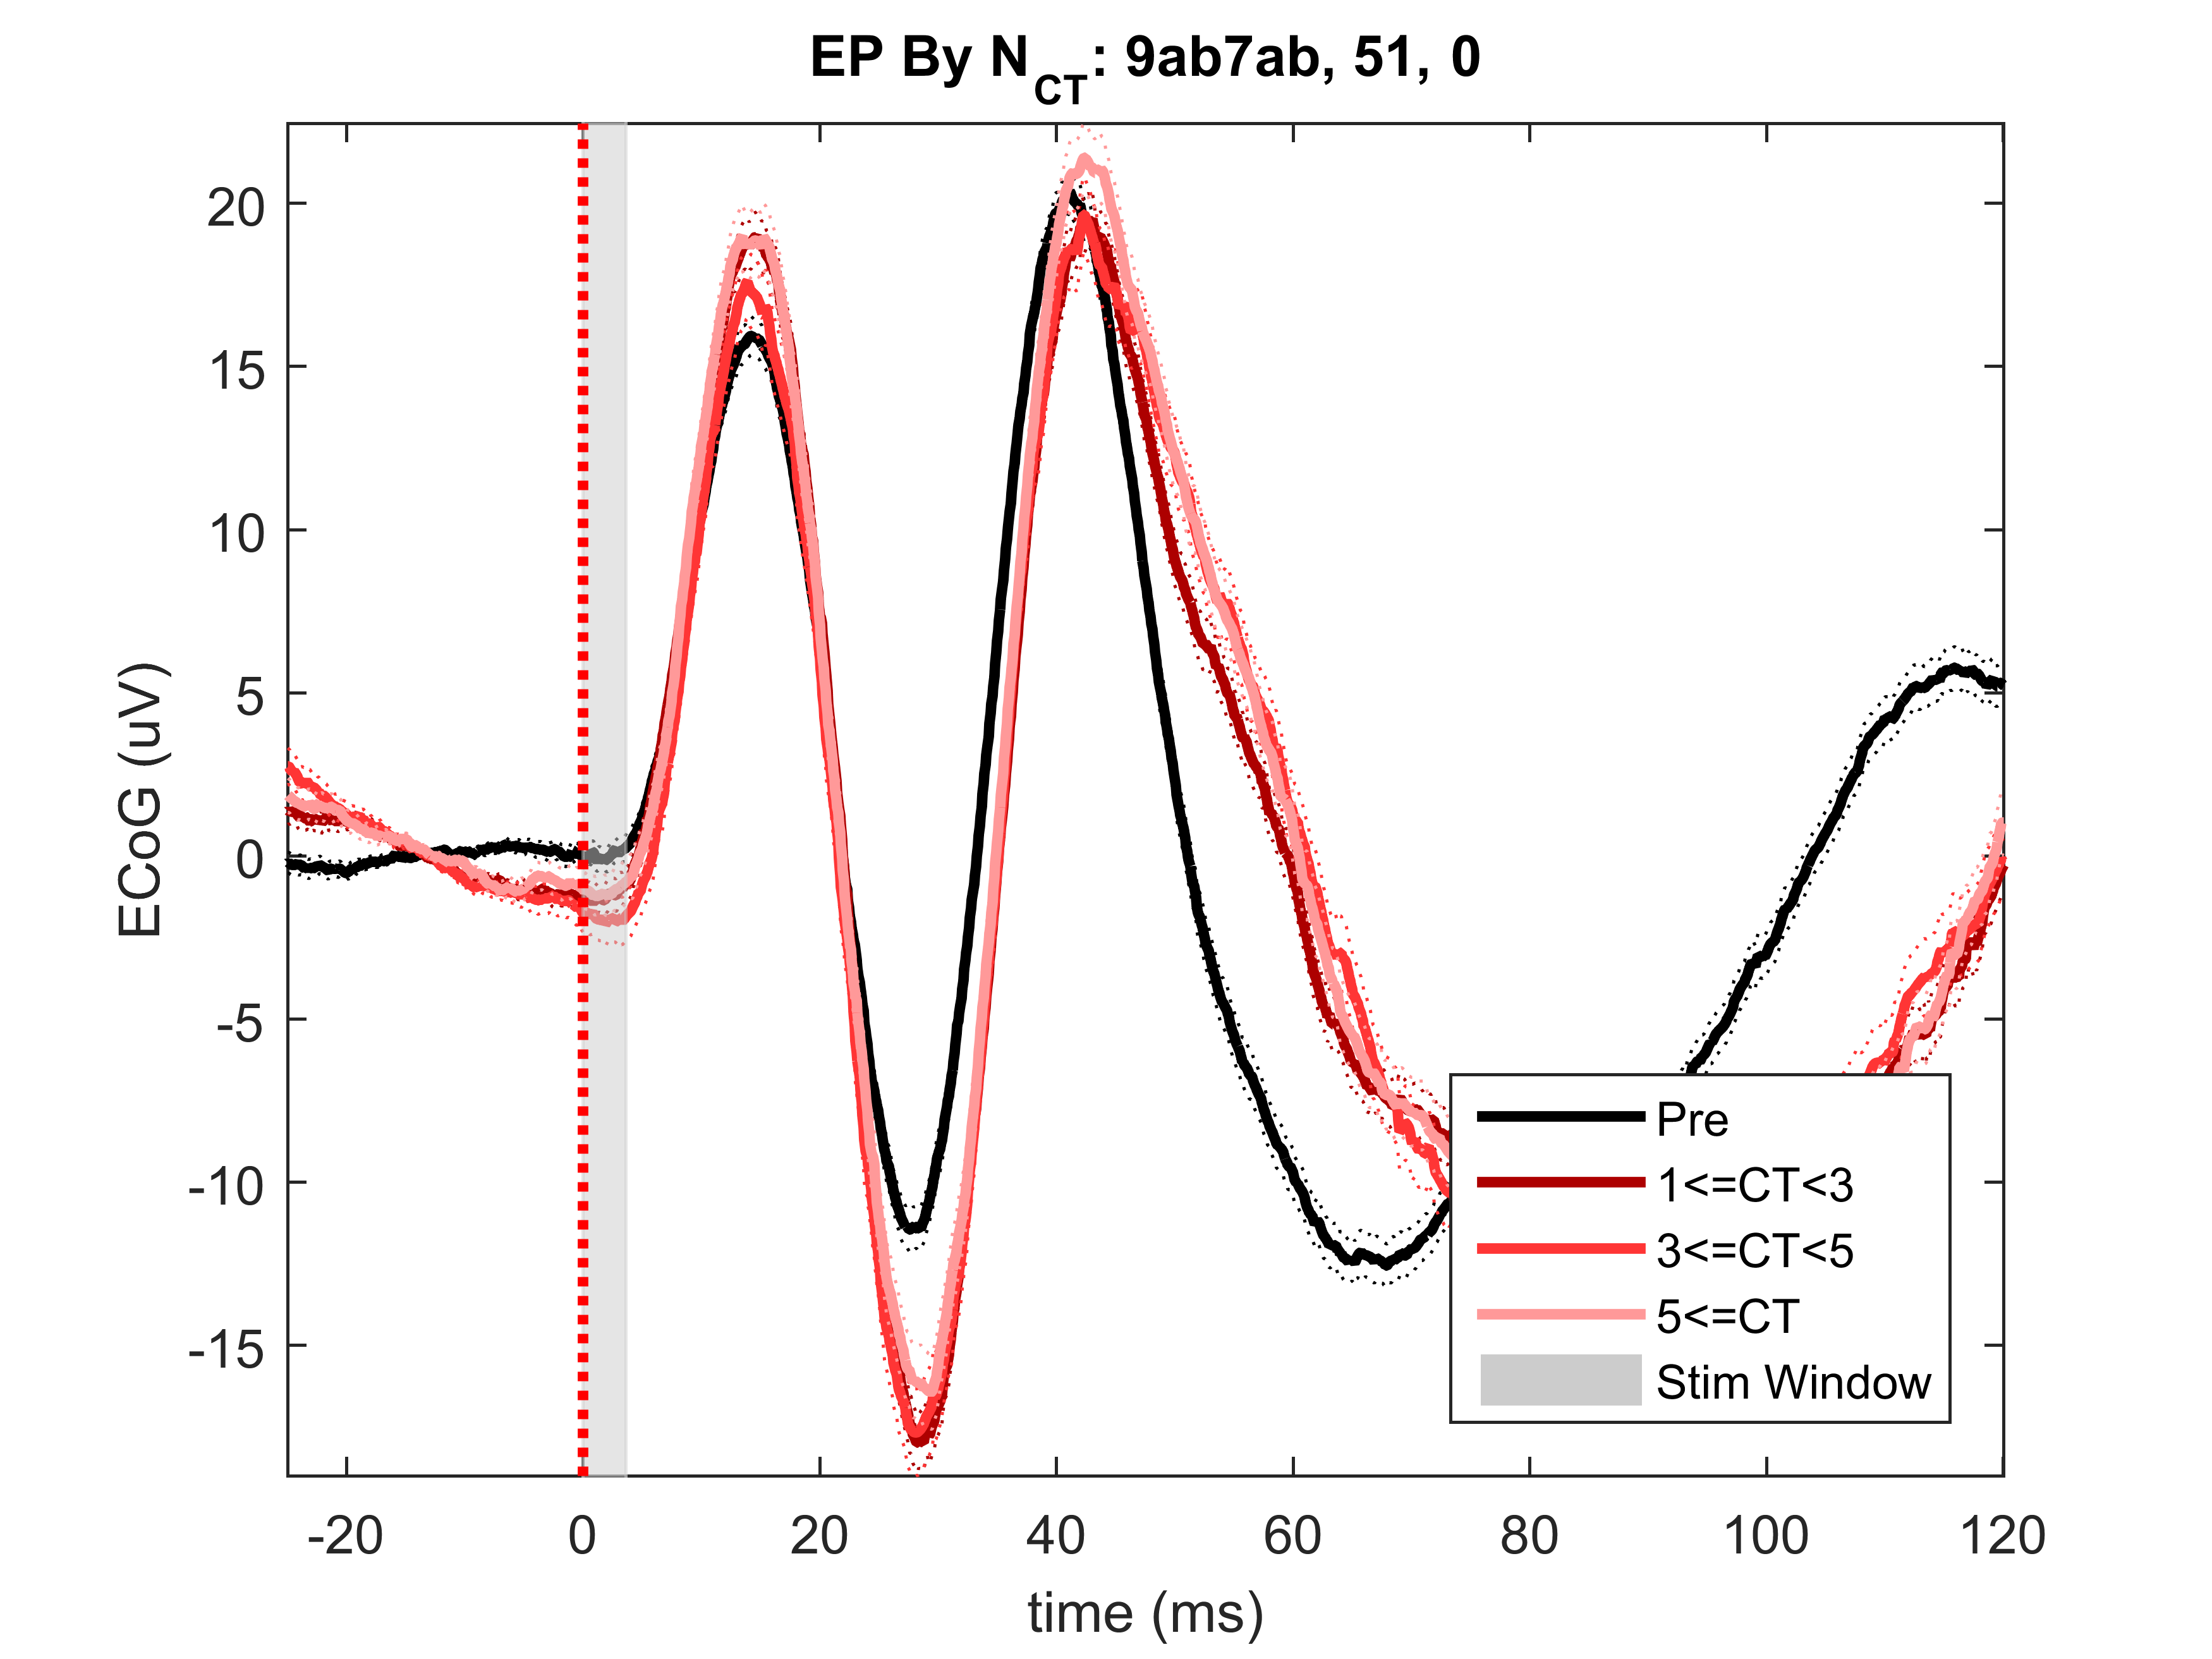 EP By N_CT: 9ab7ab, 51, 0
ECoG (uV)
20
15
10
5
0
-5
-10
-15
-20
0
20
40
60
80
100
120
time (ms)
Pre
1<=CT<3
3<=CT<5
5<=CT
Stim Window